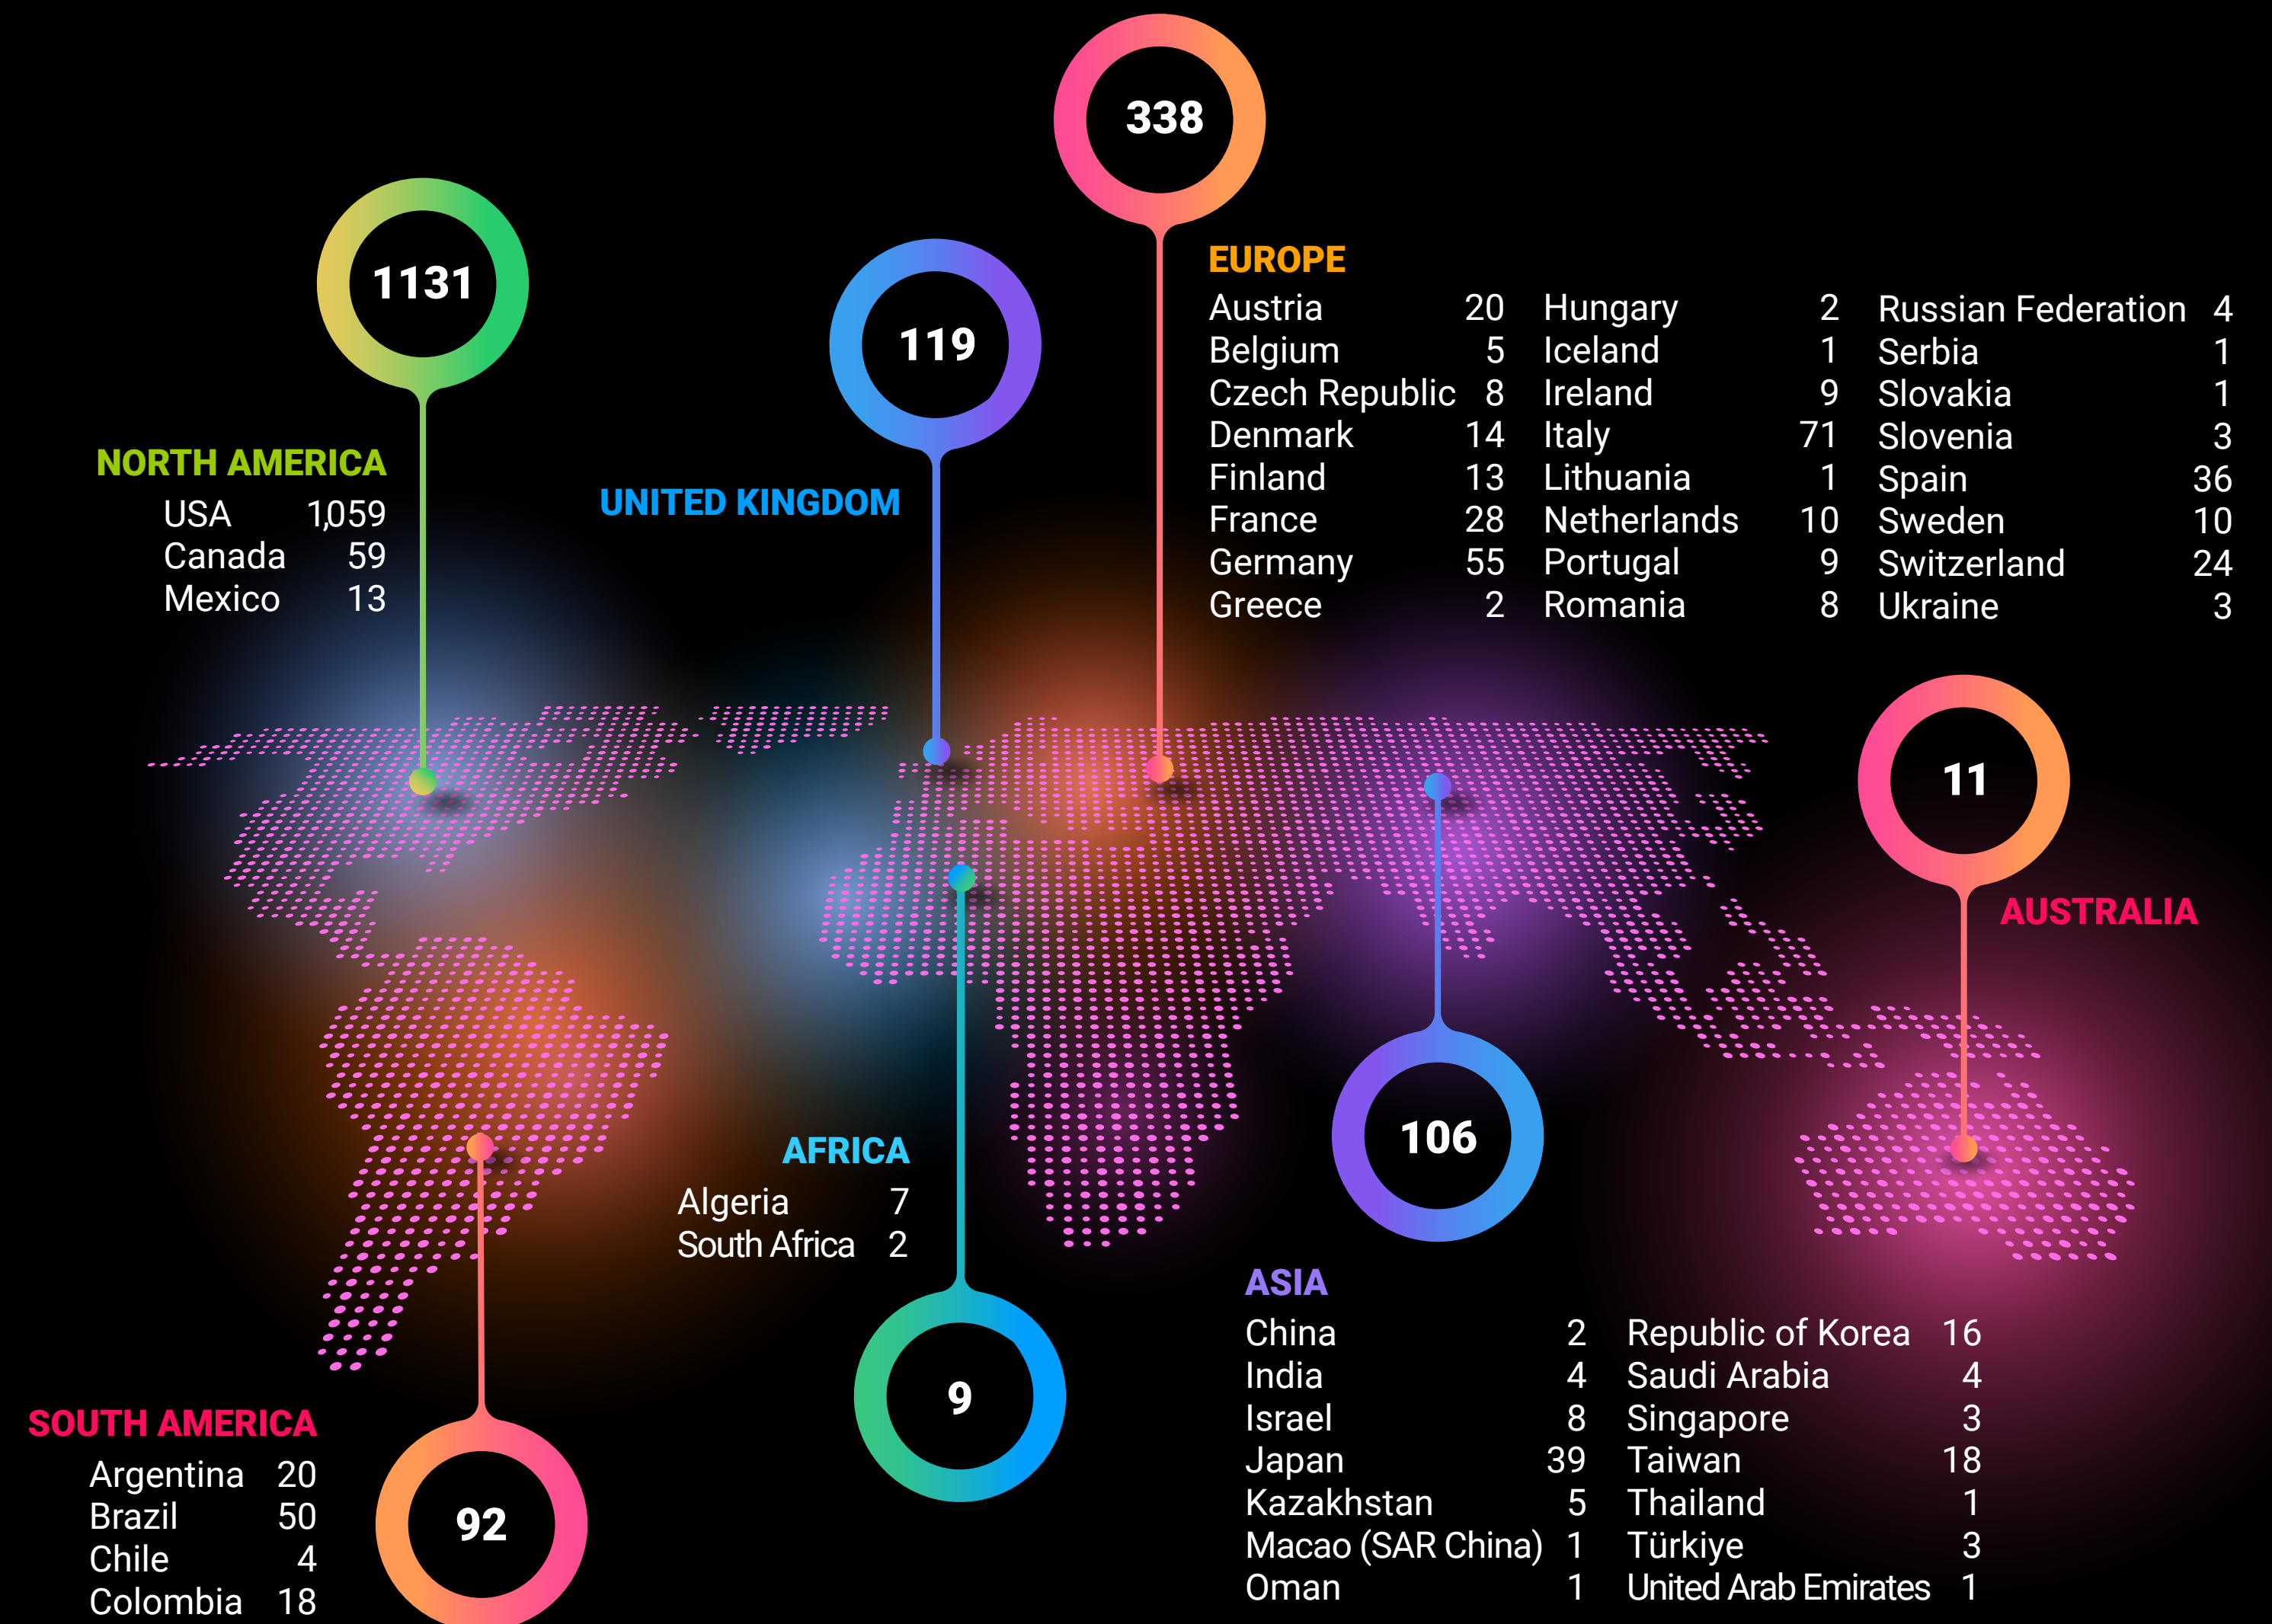 338
1131
119
EUROPE
Austria 20
Belgium 5
Czech Republic 8
Denmark 14
Finland 13
France 28
Germany 55
Greece 2
Hungary 2
Iceland 1
Ireland 9
Italy 71
Lithuania 1
Netherlands 10
Portugal 9
Romania 8
Russian Federation 4
Serbia 1
Slovakia 1
Slovenia 3
Spain 36
Sweden 10
Switzerland 24
Ukraine 3
NORTH AMERICA
USA 1,059
Canada 59
Mexico 13
UNITED KINGDOM
11
AUSTRALIA
106
AFRICA
Algeria 7
South Africa 2
9
ASIA
China 2
India 4
Israel 8
Japan 39
Kazakhstan 5
Macao (SAR China) 1
Oman 1
Republic of Korea 16
Saudi Arabia 4
Singapore 3
Taiwan 18
Thailand 1
Türkiye 3
United Arab Emirates 1
SOUTH AMERICA
Argentina 20
Brazil 50
Chile 4
Colombia 18
92